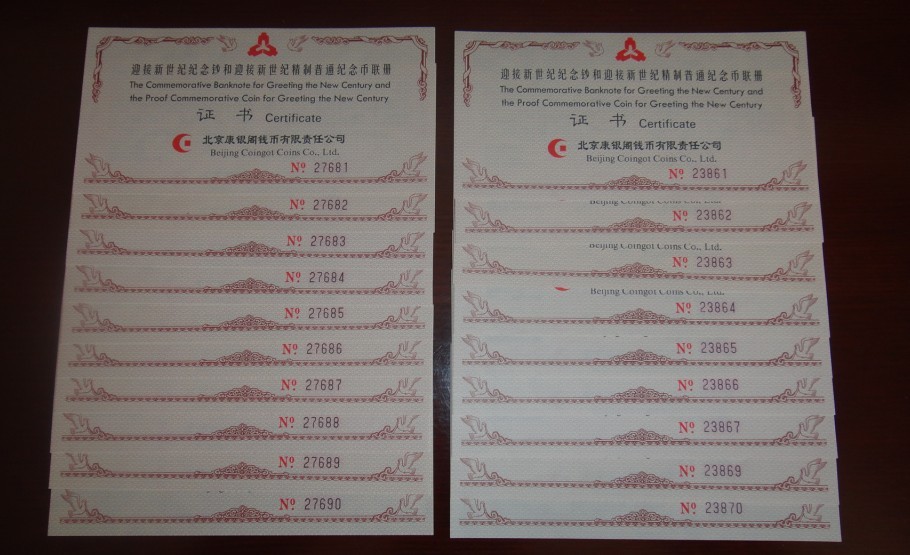 迎接新世纪纪念钞和迎接新世纪精制普通纪念币联册
The Commemorative Banknote for Greeting the New Century and
the Proof Commemorative Coin for Greeting the New Century
证 书 Certificate
北京康银阁钱币有限责任公司
Beijing Coingot Coins Co., Ltd.
Nº 27681
Nº 27682
Nº 27683
Nº 27684
Nº 27685
Nº 27686
Nº 27687
Nº 27688
Nº 27689
Nº 27690
迎接新世纪纪念钞和迎接新世纪精制普通纪念币联册
The Commemorative Banknote for Greeting the New Century and
the Proof Commemorative Coin for Greeting the New Century
证 书 Certificate
北京康银阁钱币有限责任公司
Beijing Coingot Coins Co., Ltd.
Nº 23861
Beijing Coingot Coins Co., Ltd.
Nº 23862
Beijing Coingot Coins Co., Ltd.
Nº 23863
Beijing Coingot Coins Co., Ltd.
Nº 23864
Nº 23865
Nº 23866
Nº 23867
Nº 23869
Nº 23870